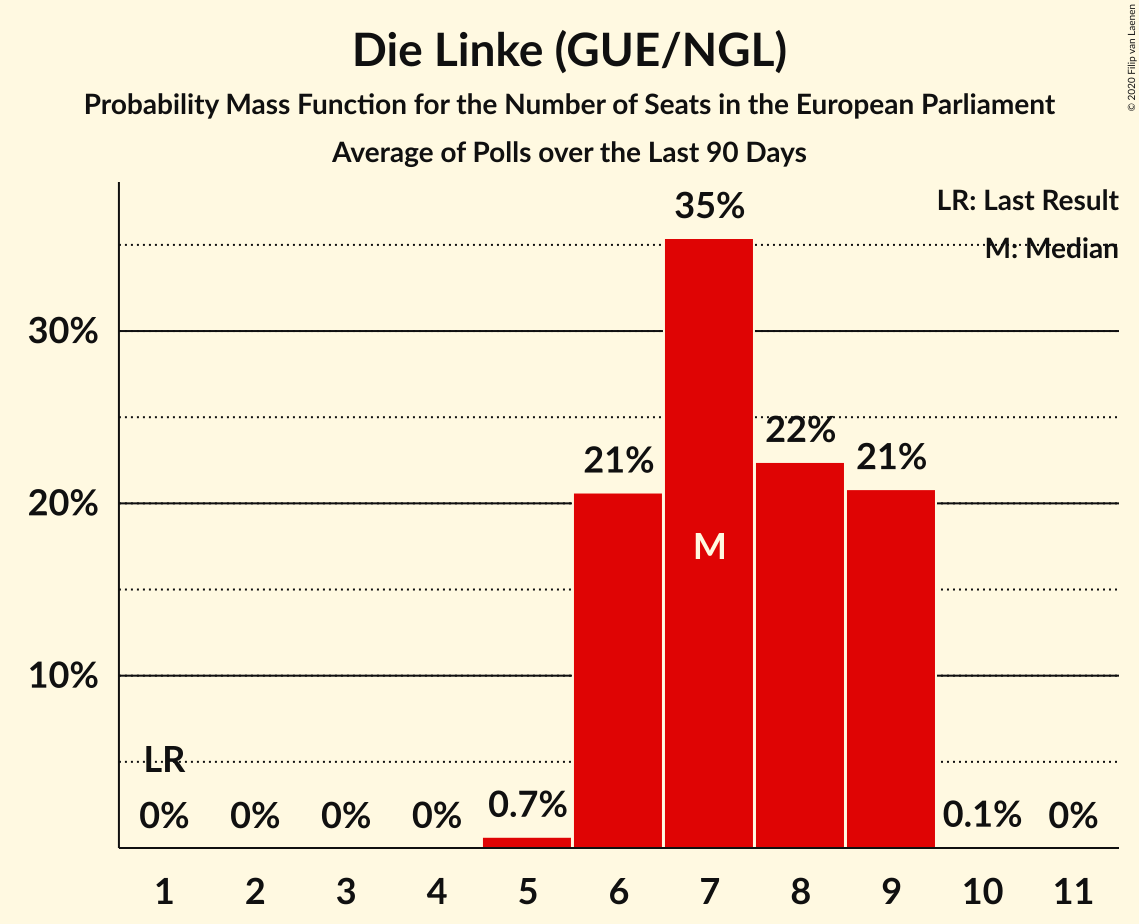 Die Linke (GUE/NGL)
Probability Mass Function for the Number of Seats in the European Parliament
Average of Polls over the Last 90 Days
© 2020 Filip van Laenen
LR: Last Result
M: Median
35%
30%
22%
21%
21%
20%
M
10%
LR
0%
0%
0%
0%
0.7%
0.1%
0%
1 2 3 4 5 6 7 8 9 10 11